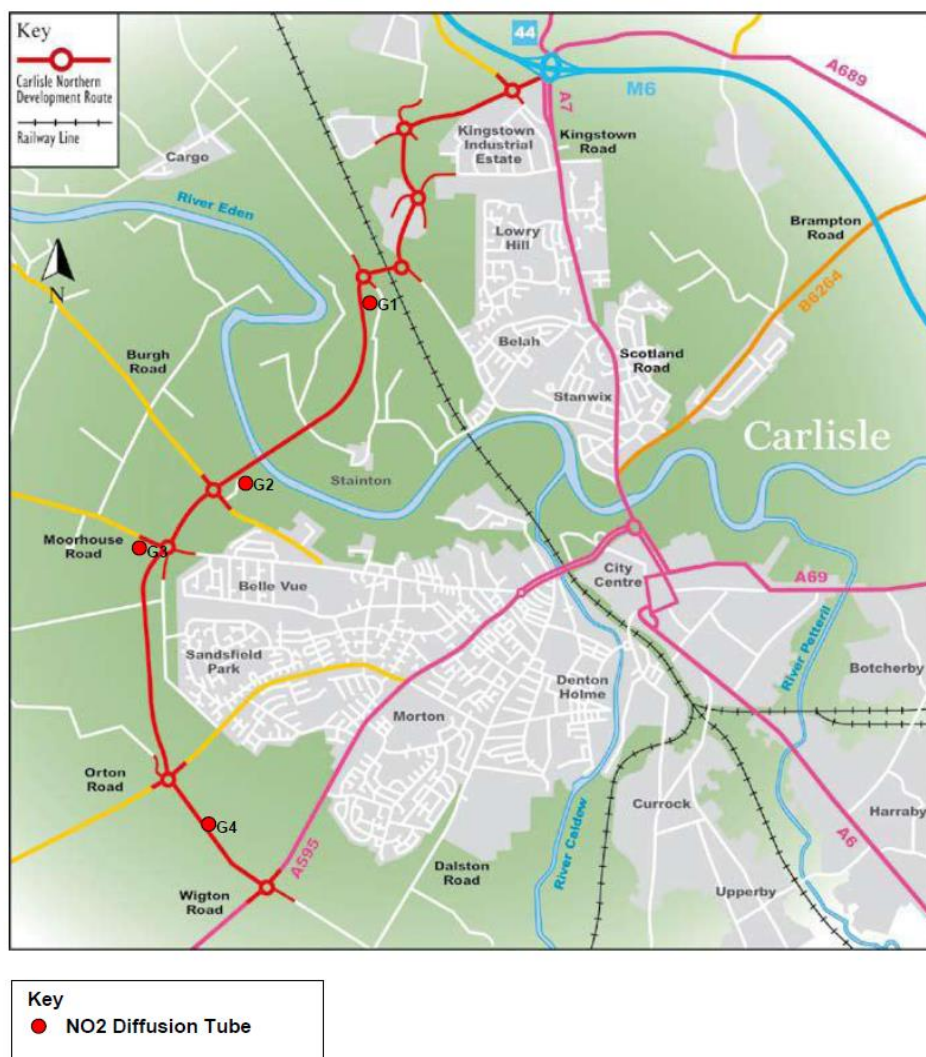 Key
Carlisle Northern
Development Route
Railway Line
44
A689
M6
A7
Kingstown
Industrial
Estate
Kingstown
Road
Cargo
River Eden
Lowry
Hill
Brampton
Road
B6264
N
G1
Burgh
Road
Belah
Scotland
Road
Stanwix
Carlisle
Stainton
G2
Moorhouse
Road
G3
Belle Vue
City
Centre
A69
River Petteril
Sandsfield
Park
Denton
Holme
Botcherby
Morton
Orton
Road
Currock
Harraby
G4
A595
River Caldew
A6
Dalston
Road
Wigton
Road
Upperby
Key
NO2 Diffusion Tube